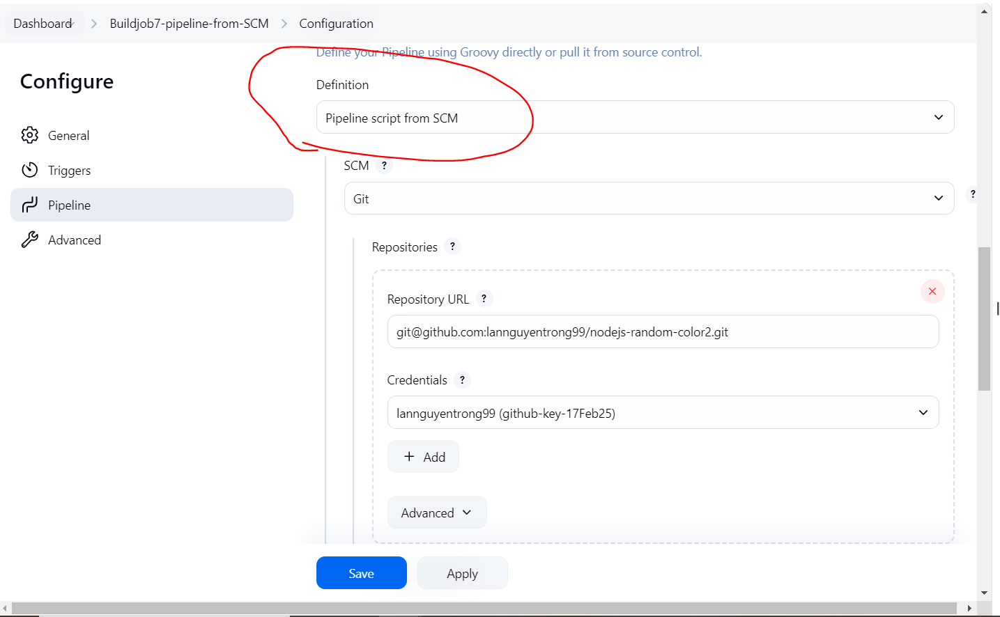 Dashboard > Buildjob7-pipeline-from-SCM > Configuration
Configure
General
Triggers
Pipeline
Advanced
Define your Pipeline using Groovy directly or pull it from source control.
Definition
Pipeline script from SCM
SCM ?
Git
?
Repositories ?
Repository URL ?
git@github.com:lannguyentrong99/nodejs-random-color2.git
Credentials ?
lannguyentrong99 (github-key-17Feb25)
+ Add
Advanced
Save
Apply